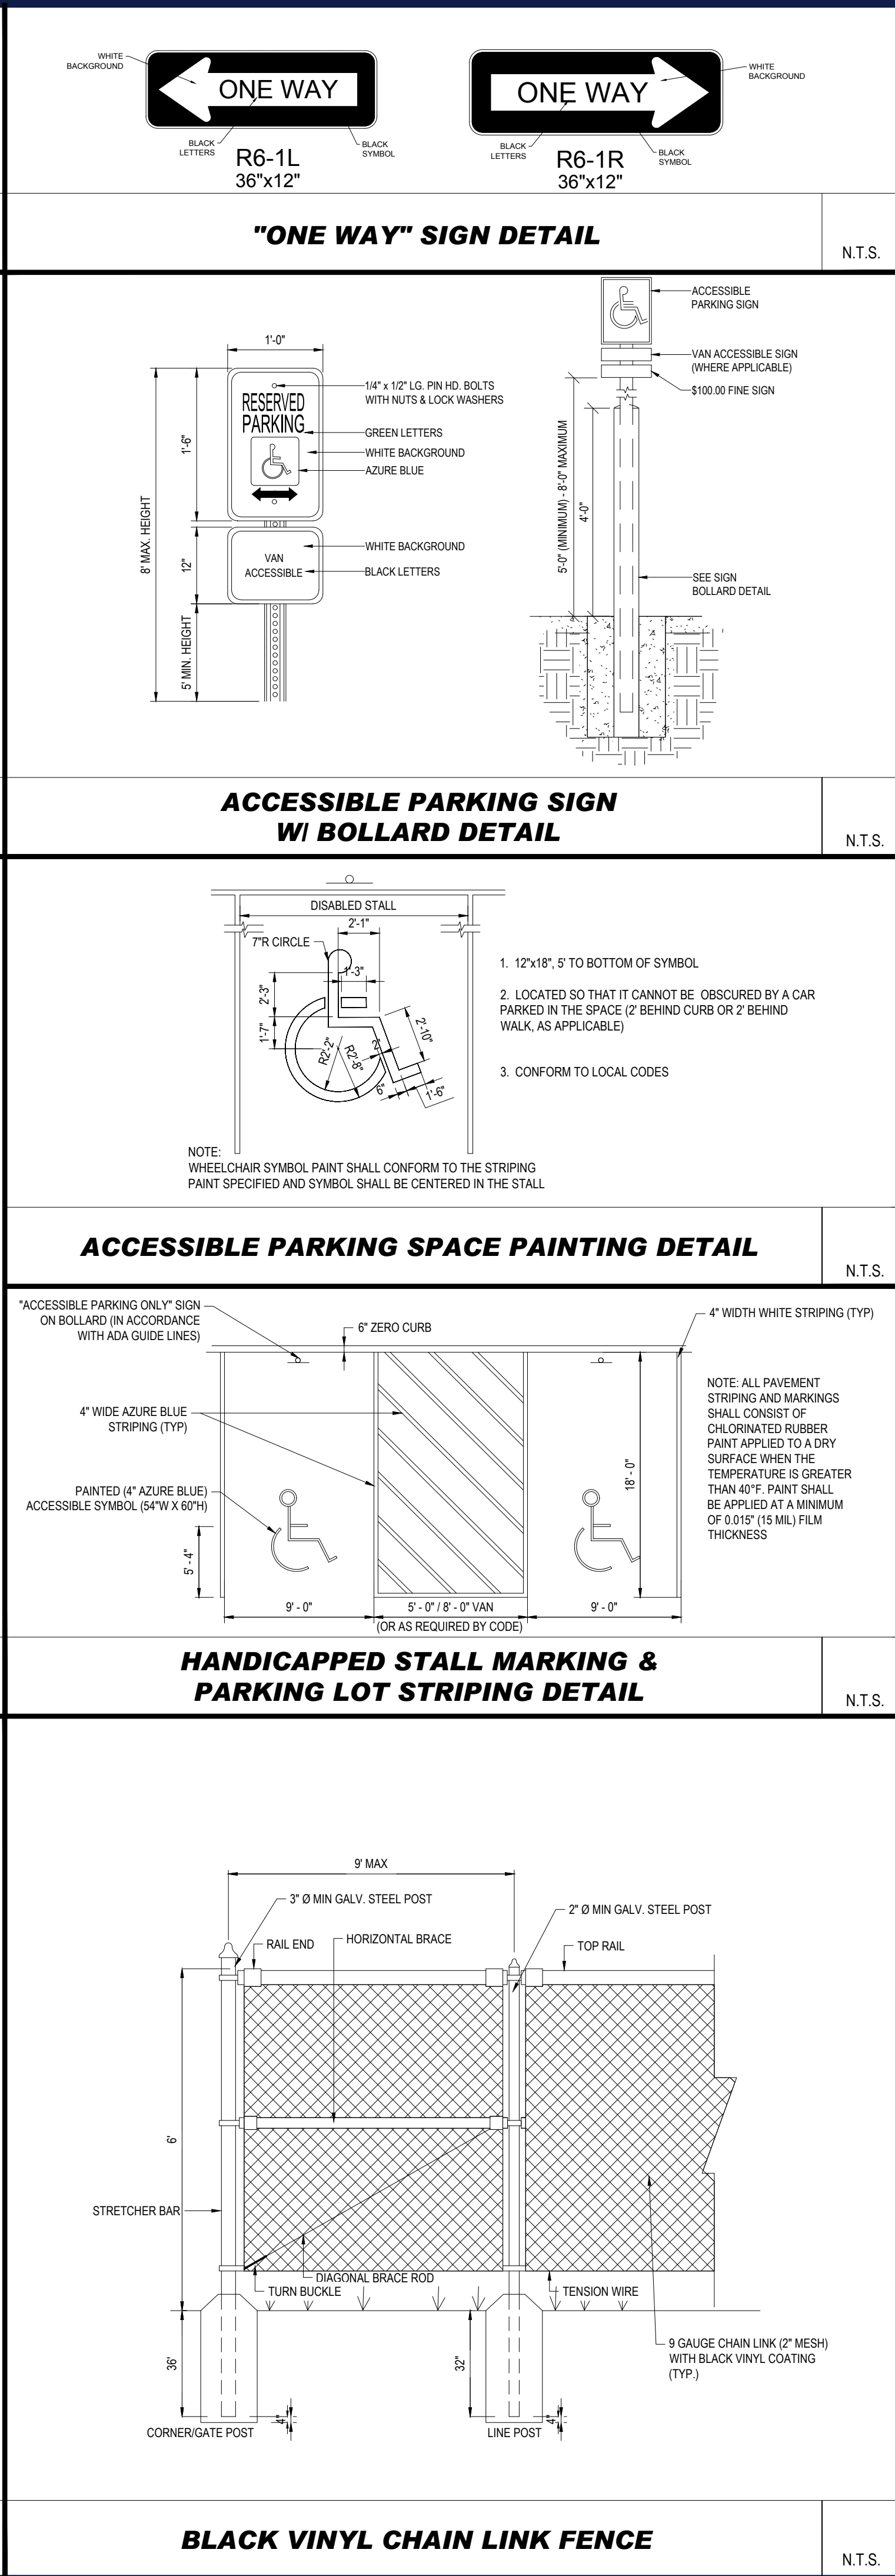 WHITE
BACKGROUND
ONE WAY
BLACK
LETTERS
BLACK
SYMBOL
R6-1L
36"x12"
ONE WAY
WHITE
BACKGROUND
BLACK
LETTERS
BLACK
SYMBOL
R6-1R
36"x12"
"ONE WAY" SIGN DETAIL
N.T.S.
1'-0"
8' MAX. HEIGHT
1'-6"
12"
5' MIN. HEIGHT
RESERVED
PARKING
VAN
ACCESSIBLE
1/4" x 1/2" LG. PIN HD. BOLTS
WITH NUTS & LOCK WASHERS
GREEN LETTERS
WHITE BACKGROUND
AZURE BLUE
WHITE BACKGROUND
BLACK LETTERS
ACCESSIBLE
PARKING SIGN
VAN ACCESSIBLE SIGN
(WHERE APPLICABLE)
$100.00 FINE SIGN
5'-0" (MINIMUM) - 8'-0" MAXIMUM
4'-0"
SEE SIGN
BOLLARD DETAIL
ACCESSIBLE PARKING SIGN
W/ BOLLARD DETAIL
N.T.S.
DISABLED STALL
2'-1"
7"R CIRCLE
1'-3"
2'-3"
1'-7"
R2'-2"
R2'-8"
2"
2'-10"
6"
1'-6"
1. 12"x18", 5' TO BOTTOM OF SYMBOL
2. LOCATED SO THAT IT CANNOT BE OBSCURED BY A CAR
PARKED IN THE SPACE (2' BEHIND CURB OR 2' BEHIND
WALK, AS APPLICABLE)
3. CONFORM TO LOCAL CODES
NOTE:
WHEELCHAIR SYMBOL PAINT SHALL CONFORM TO THE STRIPING
PAINT SPECIFIED AND SYMBOL SHALL BE CENTERED IN THE STALL
ACCESSIBLE PARKING SPACE PAINTING DETAIL
N.T.S.
"ACCESSIBLE PARKING ONLY" SIGN
ON BOLLARD (IN ACCORDANCE
WITH ADA GUIDE LINES)
6" ZERO CURB
4" WIDTH WHITE STRIPING (TYP)
4" WIDE AZURE BLUE
STRIPING (TYP)
PAINTED (4" AZURE BLUE)
ACCESSIBLE SYMBOL (54"W X 60"H)
5' - 4"
18' - 0"
NOTE: ALL PAVEMENT
STRIPING AND MARKINGS
SHALL CONSIST OF
CHLORINATED RUBBER
PAINT APPLIED TO A DRY
SURFACE WHEN THE
TEMPERATURE IS GREATER
THAN 40°F. PAINT SHALL
BE APPLIED AT A MINIMUM
OF 0.015" (15 MIL) FILM
THICKNESS
9' - 0"
5' - 0" / 8' - 0" VAN
9' - 0"
(OR AS REQUIRED BY CODE)
HANDICAPPED STALL MARKING &
PARKING LOT STRIPING DETAIL
N.T.S.
9' MAX
3" Ø MIN GALV. STEEL POST
2" Ø MIN GALV. STEEL POST
RAIL END
HORIZONTAL BRACE
TOP RAIL
6'
STRETCHER BAR
DIAGONAL BRACE ROD
TURN BUCKLE
TENSION WIRE
36'
32"
9 GAUGE CHAIN LINK (2" MESH)
WITH BLACK VINYL COATING
(TYP.)
4"
4"
CORNER/GATE POST
LINE POST
BLACK VINYL CHAIN LINK FENCE
N.T.S.